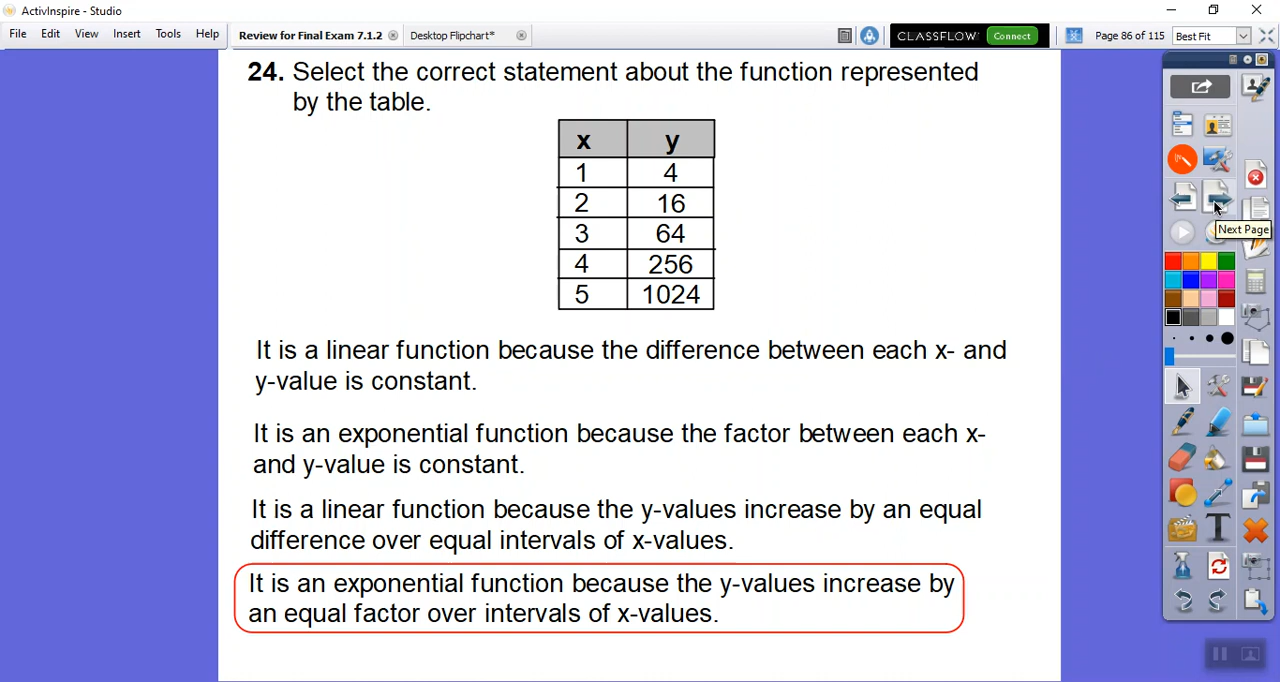 ActivInspire - Studio
File Edit View Insert Tools Help
Review for Final Exam 7.1.2
Desktop Flipchart*
CLASSFLOW
Connect
Page 86 of 115
Best Fit
24. Select the correct statement about the function represented
by the table.
x y
1 4
2 16
3 64
4 256
5 1024
It is a linear function because the difference between each x- and
y-value is constant.
It is an exponential function because the factor between each x-
and y-value is constant.
It is a linear function because the y-values increase by an equal
difference over equal intervals of x-values.
It is an exponential function because the y-values increase by
an equal factor over intervals of x-values.
Next Page
T